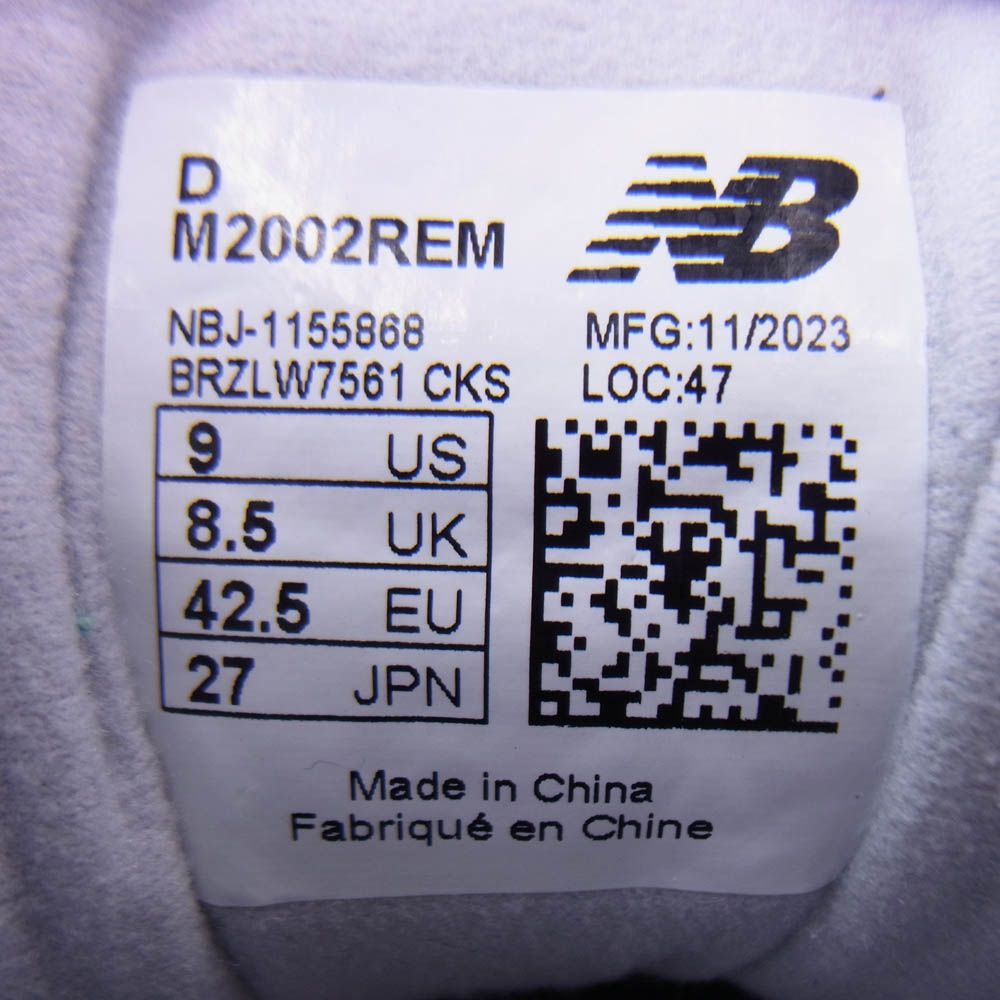 D
M2002REM
NB
NBJ-1155868
BRZLW7561 CKS
MFG:11/2023
LOC:47
9 US
8.5 UK
42.5 EU
27 JPN
Made in China
Fabriqué en Chine